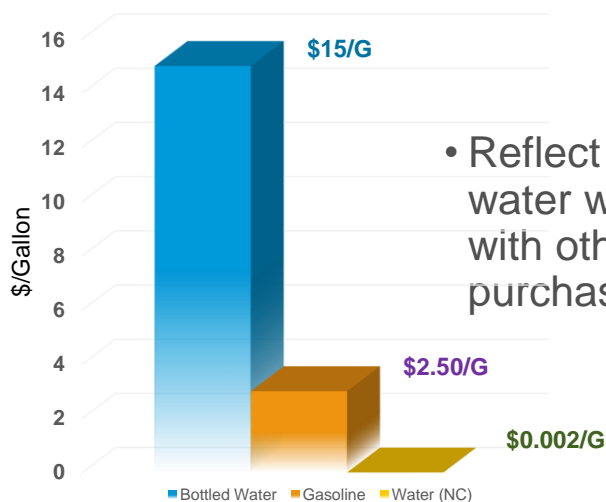 16
14
12
10
8
6
4
2
0
$/Gallon
$15/G
$2.50/G
$0.002/G
• Reflect
water w
with oth
purchas
Bottled Water Gasoline Water (NC)